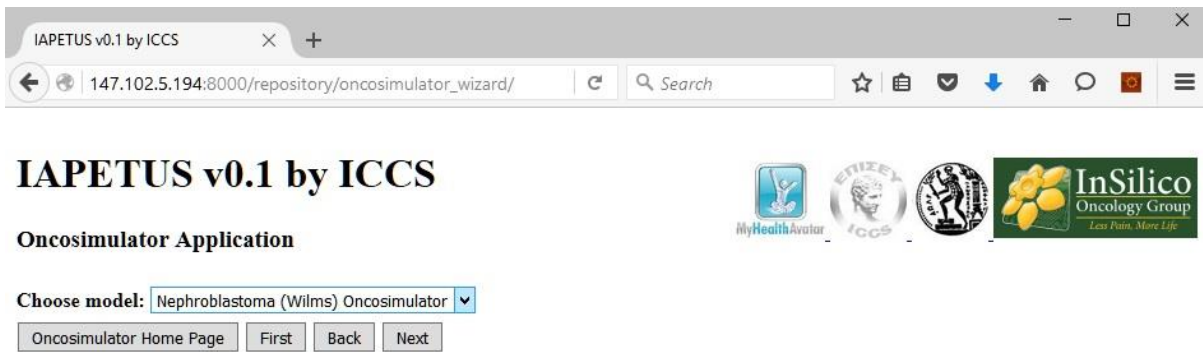 IAPETUS v0.1 by ICCS
147.102.5.194:8000/repository/oncosimulator_wizard/
Search
IAPETUS v0.1 by ICCS
MyHealthAvatar
ΕΠΙΣΕΥ
ICCS
InSilico
Oncology Group
Less Pain, More Life
Oncosimulator Application
Choose model: Nephroblastoma (Wilms) Oncosimulator
Oncosimulator Home Page First Back Next